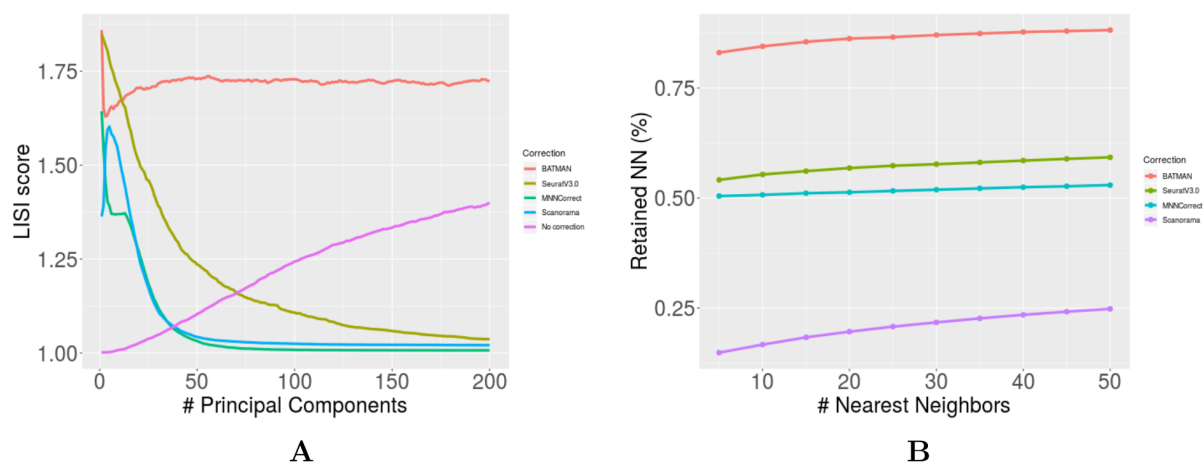 LISI score
1.75
1.50
1.25
1.00
0
50
100
150
200
# Principal Components
Correction
BATMAN
SeuratV3.0
MNNCorrect
Scanorama
No correction
A
Retained NN (%)
0.75
0.50
0.25
10
20
30
40
50
# Nearest Neighbors
Correction
BATMAN
SeuratV3.0
MNNCorrect
Scanorama
B